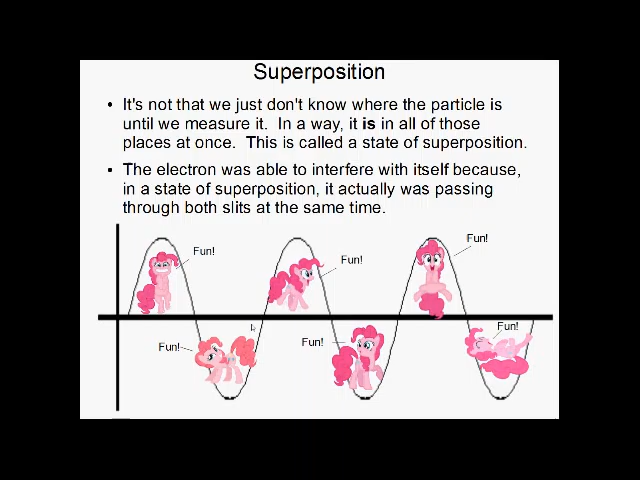 Superposition
• It's not that we just don't know where the particle is
until we measure it. In a way, it is in all of those
places at once. This is called a state of superposition.
• The electron was able to interfere with itself because,
in a state of superposition, it actually was passing
through both slits at the same time.
Fun!
Fun!
Fun!
Fun!
Fun!
Fun!